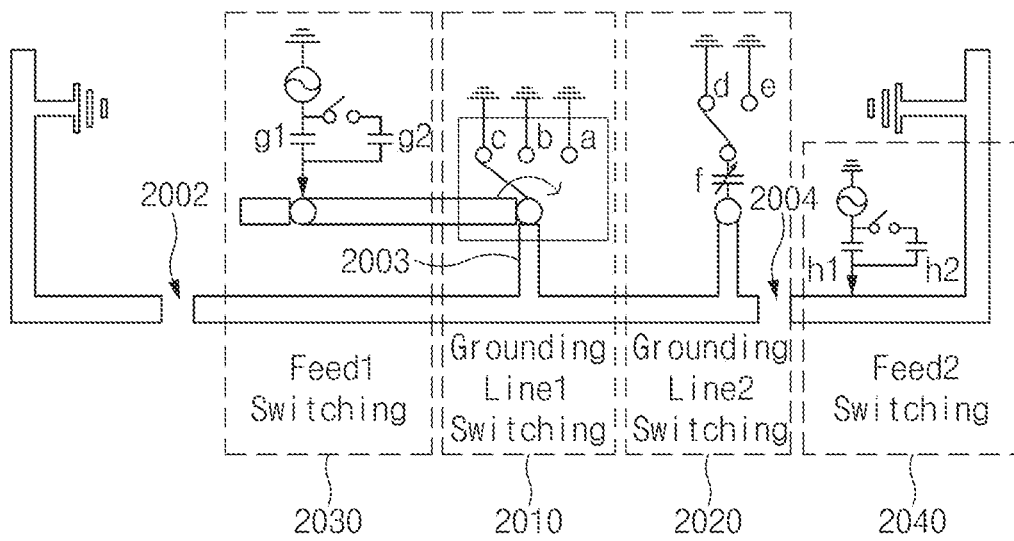 d e
g1 g2 c b a
f
2002 2004
2003 h1 h2
Feed1
Switching
Grounding
Line1
Switching
Grounding
Line2
Switching
Feed2
Switching
2030 2010 2020 2040